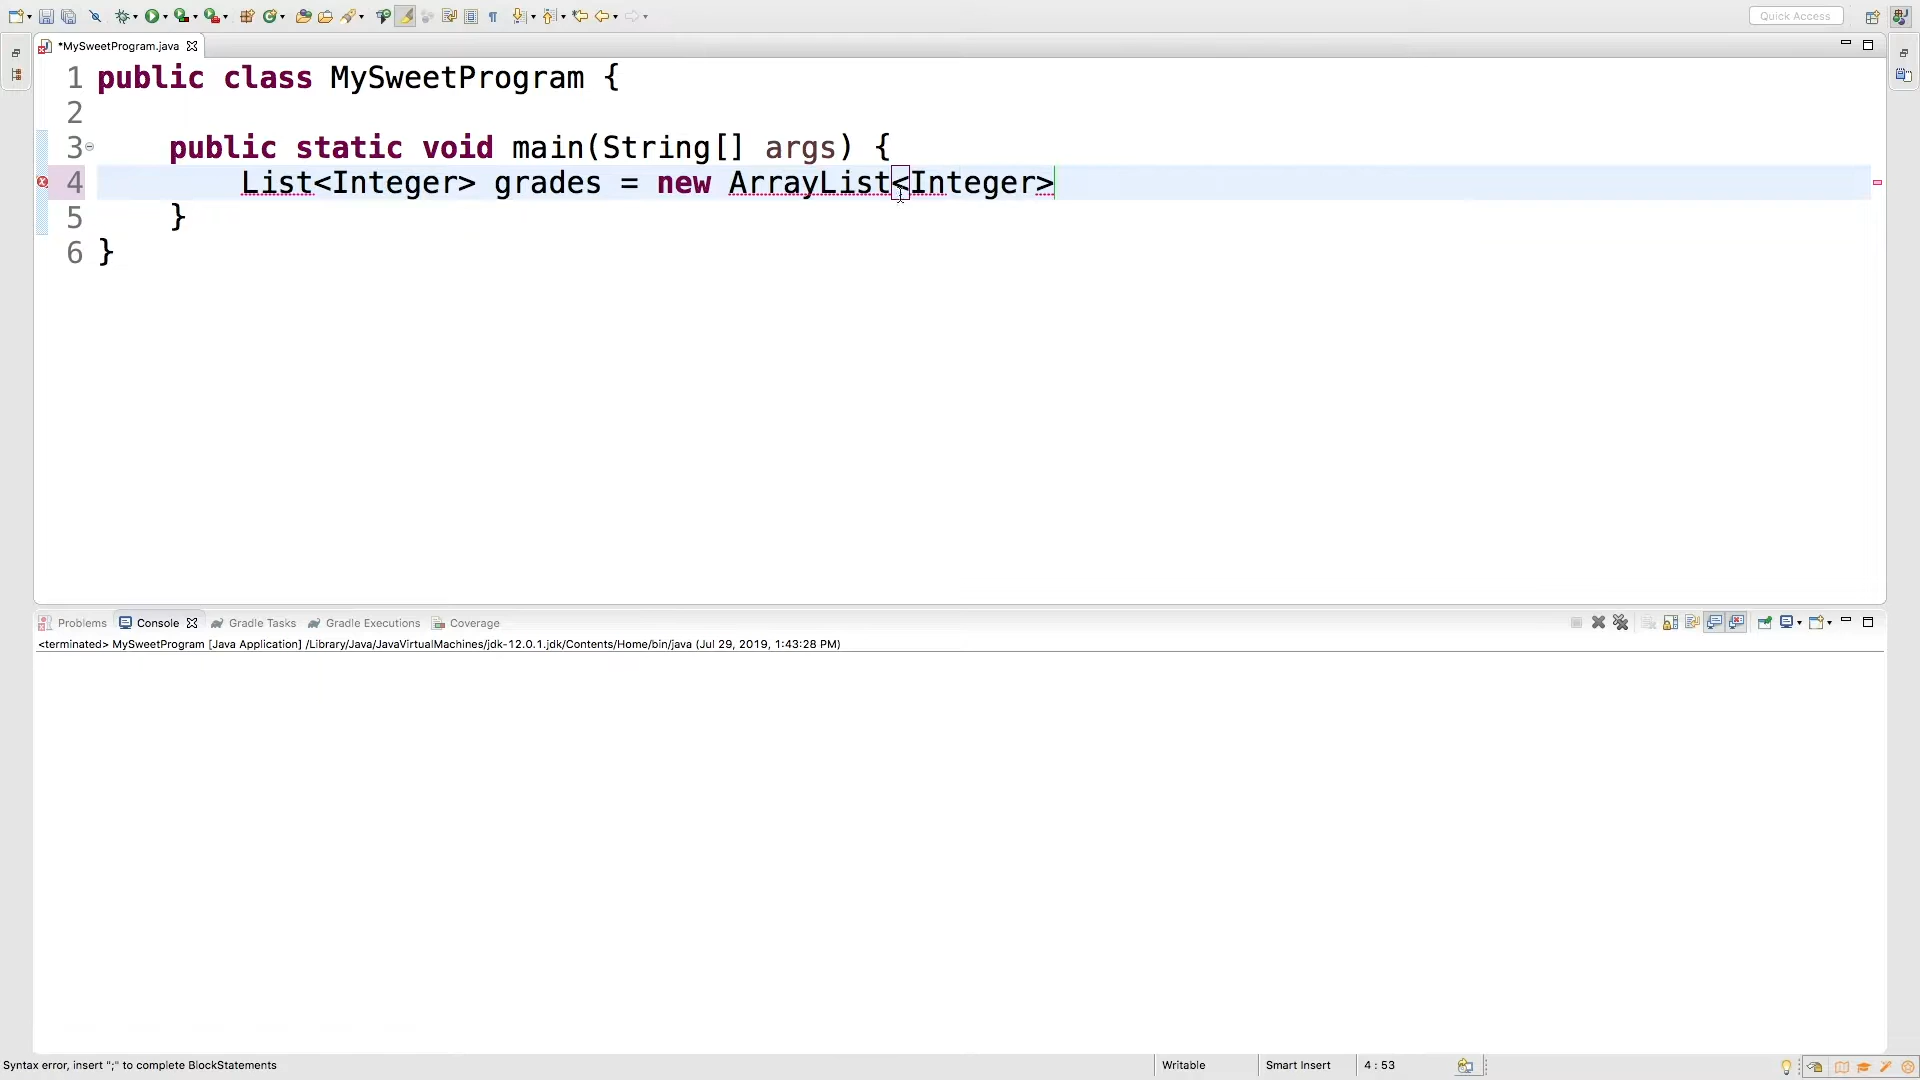 Quick Access
*MySweetProgram.java
1 public class MySweetProgram {
2
3 public static void main(String[] args) {
4 List<Integer> grades = new ArrayList<Integer>
5 }
6 }
Problems Console Gradle Tasks Gradle Executions Coverage
<terminated> MySweetProgram [Java Application] /Library/Java/JavaVirtualMachines/jdk-12.0.1.jdk/Contents/Home/bin/java (Jul 29, 2019, 1:43:28 PM)
Syntax error, insert ";" to complete BlockStatements Writable Smart Insert 4 : 53